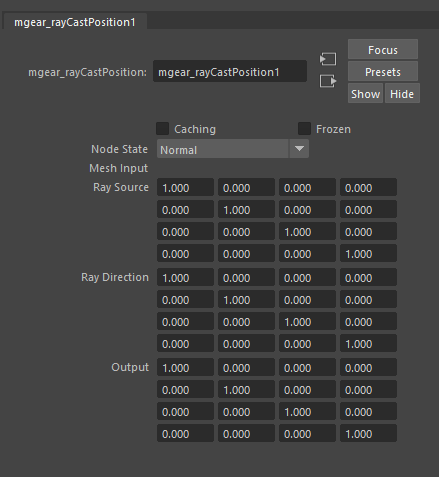 mgear_rayCastPosition1
Focus
mgear_rayCastPosition: mgear_rayCastPosition1 Presets
Show Hide
Caching Frozen
Node State Normal
Mesh Input
Ray Source 1.000 0.000 0.000 0.000
0.000 1.000 0.000 0.000
0.000 0.000 1.000 0.000
0.000 0.000 0.000 1.000
Ray Direction 1.000 0.000 0.000 0.000
0.000 1.000 0.000 0.000
0.000 0.000 1.000 0.000
0.000 0.000 0.000 1.000
Output 1.000 0.000 0.000 0.000
0.000 1.000 0.000 0.000
0.000 0.000 1.000 0.000
0.000 0.000 0.000 1.000